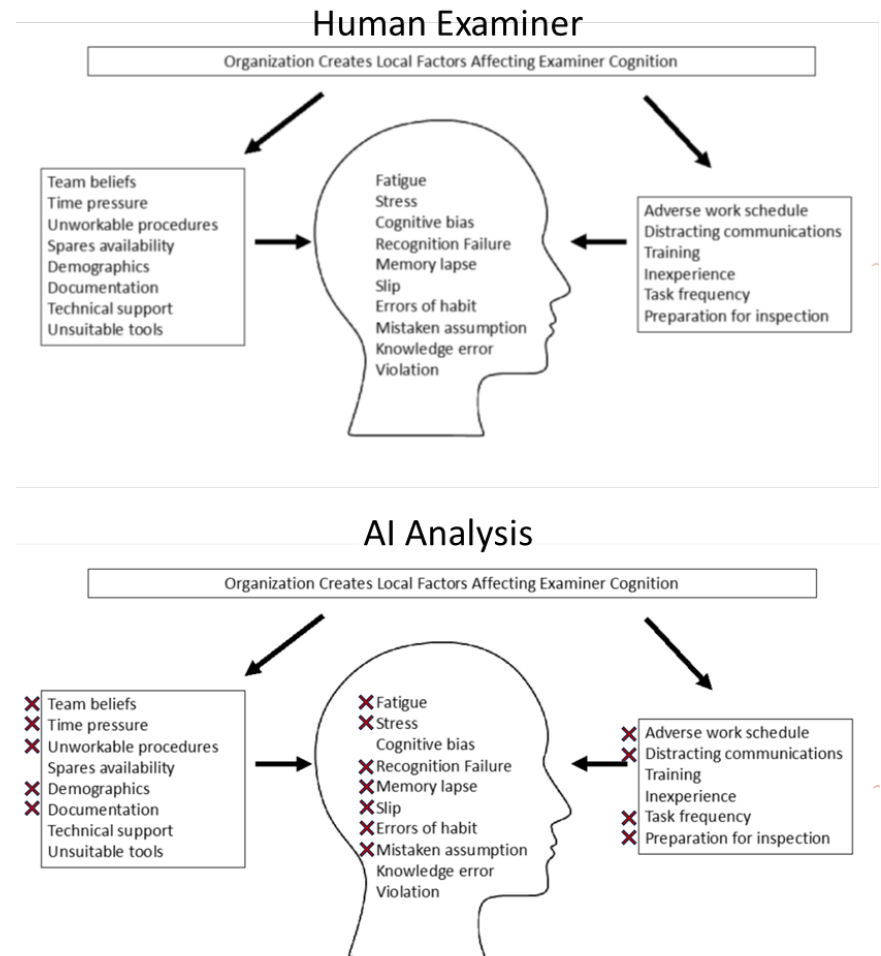 Human Examiner
Organization Creates Local Factors Affecting Examiner Cognition
Team beliefs
Time pressure
Unworkable procedures
Spares availability
Demographics
Documentation
Technical support
Unsuitable tools
Fatigue
Stress
Cognitive bias
Recognition Failure
Memory lapse
Slip
Errors of habit
Mistaken assumption
Knowledge error
Violation
Adverse work schedule
Distracting communications
Training
Inexperience
Task frequency
Preparation for inspection
AI Analysis
Organization Creates Local Factors Affecting Examiner Cognition
Team beliefs
Time pressure
Unworkable procedures
Spares availability
Demographics
Documentation
Technical support
Unsuitable tools
Fatigue
Stress
Cognitive bias
Recognition Failure
Memory lapse
Slip
Errors of habit
Mistaken assumption
Knowledge error
Violation
Adverse work schedule
Distracting communications
Training
Inexperience
Task frequency
Preparation for inspection